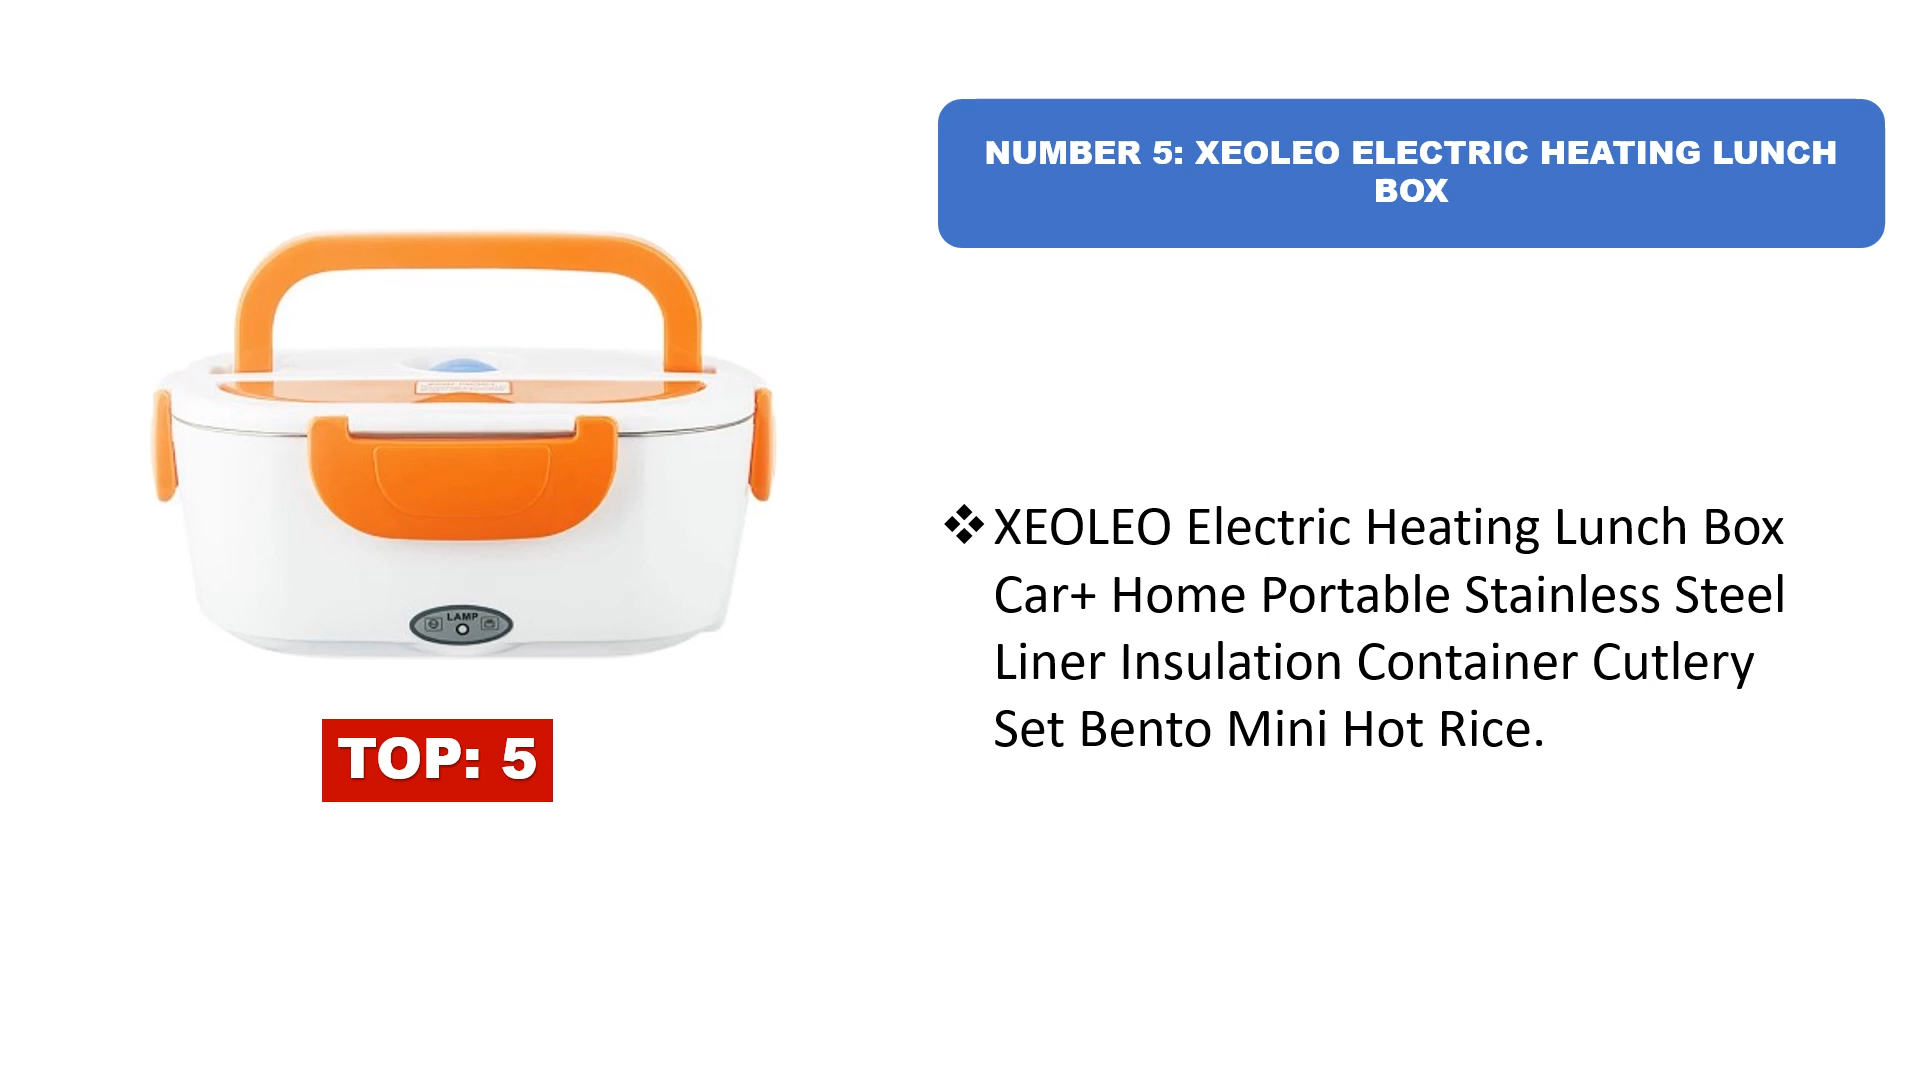 NUMBER 5: XEOLEO ELECTRIC HEATING LUNCH
BOX
LAMP
TOP: 5
❖XEOLEO Electric Heating Lunch Box
Car+ Home Portable Stainless Steel
Liner Insulation Container Cutlery
Set Bento Mini Hot Rice.